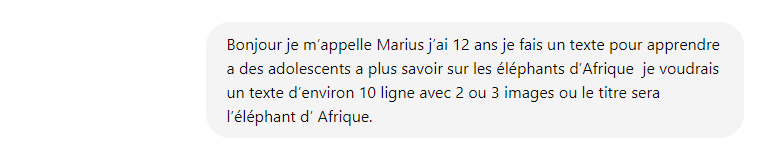 Bonjour je m'appelle Marius j'ai 12 ans je fais un texte pour apprendre
a des adolescents a plus savoir sur les éléphants d'Afrique  je voudrais
un texte d'environ 10 ligne avec 2 ou 3 images ou le titre sera
l'éléphant d' Afrique.